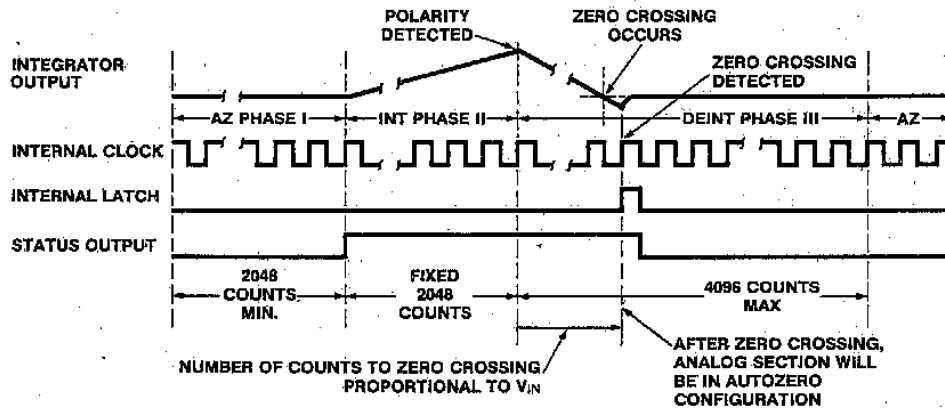 POLARITY
DETECTED
ZERO CROSSING
OCCURS
INTEGRATOR
OUTPUT
ZERO CROSSING
DETECTED
AZ PHASE I
INT PHASE II
DEINT PHASE III
AZ
INTERNAL CLOCK
INTERNAL LATCH
STATUS OUTPUT
2048
COUNTS
MIN.
FIXED
2048
COUNTS
4096 COUNTS
MAX
NUMBER OF COUNTS TO ZERO CROSSING
PROPORTIONAL TO VIN
AFTER ZERO CROSSING,
ANALOG SECTION WILL
BE IN AUTOZERO
CONFIGURATION